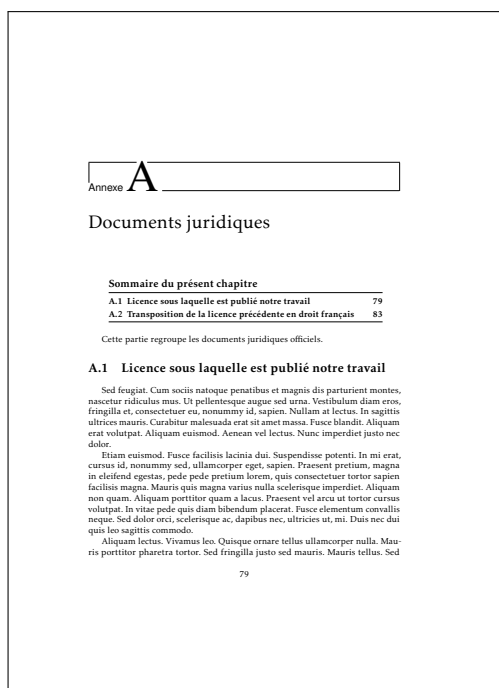 Annexe A
Documents juridiques
Sommaire du présent chapitre
A.1 Licence sous laquelle est publié notre travail 79
A.2 Transposition de la licence précédente en droit français 83
Cette partie regroupe les documents juridiques officiels.
A.1 Licence sous laquelle est publié notre travail
Sed feugiat. Cum sociis natoque penatibus et magnis dis parturient montes,
nascetur ridiculus mus. Ut pellentesque augue sed urna. Vestibulum diam eros,
fringilla et, consectetuer eu, nonummy id, sapien. Nullam at lectus. In sagittis
ultrices mauris. Curabitur malesuada erat sit amet massa. Fusce blandit. Aliquam
erat volutpat. Aliquam euismod. Aenean vel lectus. Nunc imperdiet justo nec
dolor.
Etiam euismod. Fusce facilisis lacinia dui. Suspendisse potenti. In mi erat,
cursus id, nonummy sed, ullamcorper eget, sapien. Praesent pretium, magna
in eleifend egestas, pede pede pretium lorem, quis consectetuer tortor sapien
facilisis magna. Mauris quis magna varius nulla scelerisque imperdiet. Aliquam
non quam. Aliquam porttitor quam a lacus. Praesent vel arcu ut tortor cursus
volutpat. In vitae pede quis diam bibendum placerat. Fusce elementum convallis
neque. Sed dolor orci, scelerisque ac, dapibus nec, ultricies ut, mi. Duis nec dui
quis leo sagittis commodo.
Aliquam lectus. Vivamus leo. Quisque ornare tellus ullamcorper nulla. Mau-
ris porttitor pharetra tortor. Sed fringilla justo sed mauris. Mauris tellus. Sed
79